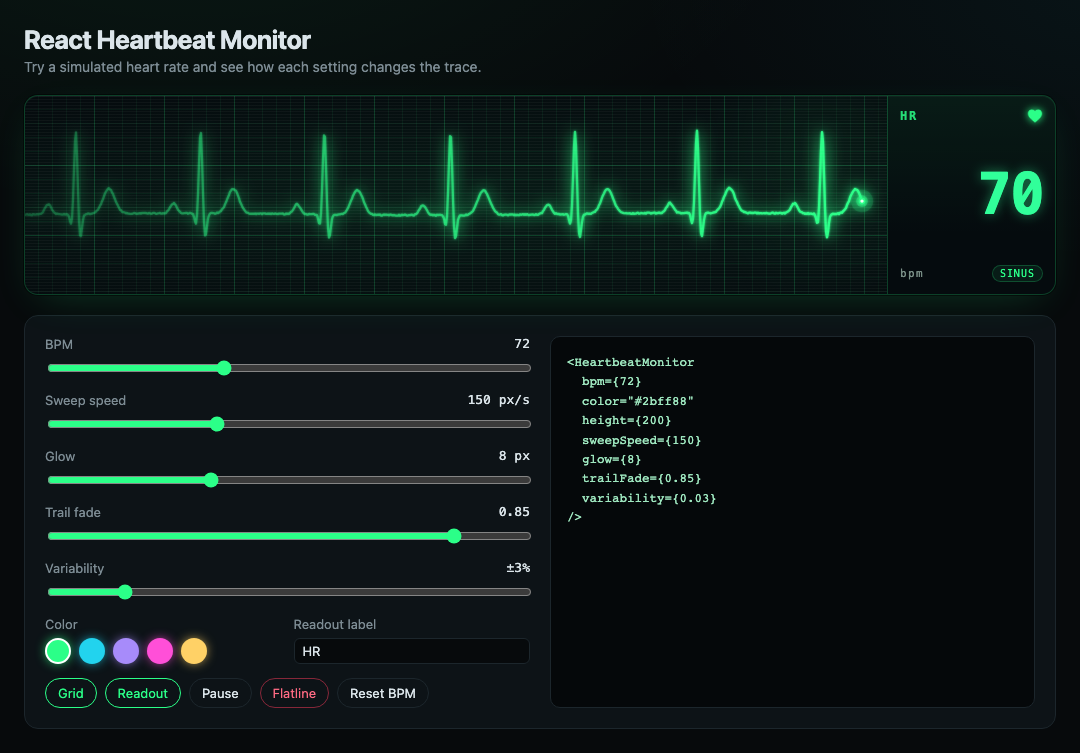 React Heartbeat Monitor
Try a simulated heart rate and see how each setting changes the trace.
HR
70
bpm
SINUS
BPM
72
Sweep speed
150 px/s
Glow
8 px
Trail fade
0.85
Variability
±3%
Color
Readout label
HR
Grid
Readout
Pause
Flatline
Reset BPM
<HeartbeatMonitor
  bpm={72}
  color="#2bff88"
  height={200}
  sweepSpeed={150}
  glow={8}
  trailFade={0.85}
  variability={0.03}
/>